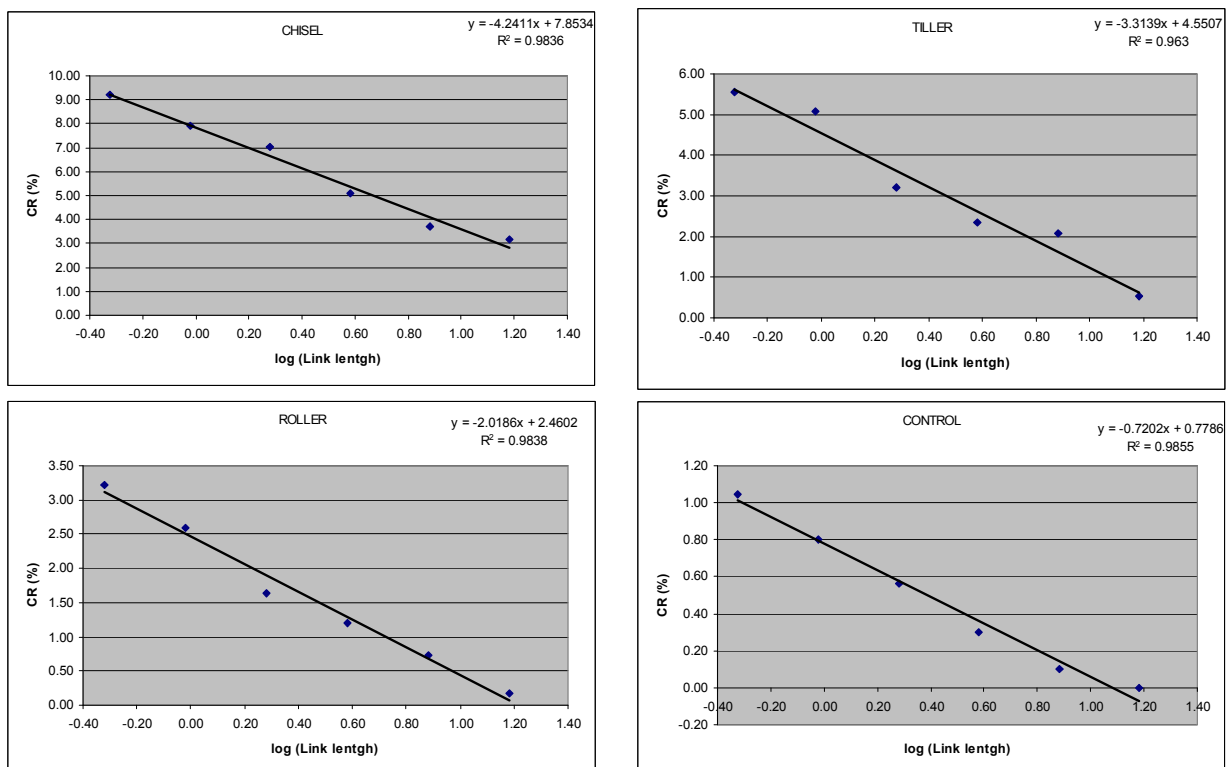 CHISEL
y = -4.2411x + 7.8534
R² = 0.9836
10.00
9.00
8.00
7.00
6.00
5.00
4.00
3.00
2.00
1.00
0.00
CR (%)
-0.40 -0.20 0.00 0.20 0.40 0.60 0.80 1.00 1.20 1.40
log (Link lentgh)
TILLER
y = -3.3139x + 4.5507
R² = 0.963
6.00
5.00
4.00
3.00
2.00
1.00
0.00
CR (%)
-0.40 -0.20 0.00 0.20 0.40 0.60 0.80 1.00 1.20 1.40
log (Link lentgh)
ROLLER
y = -2.0186x + 2.4602
R² = 0.9838
3.50
3.00
2.50
2.00
1.50
1.00
0.50
0.00
CR (%)
-0.40 -0.20 0.00 0.20 0.40 0.60 0.80 1.00 1.20 1.40
log (Link lentgh)
CONTROL
y = -0.7202x + 0.7786
R² = 0.9855
1.20
1.00
0.80
0.60
0.40
0.20
0.00
-0.20
CR (%)
-0.40 -0.20 0.00 0.20 0.40 0.60 0.80 1.00 1.20 1.40
log (Link lentgh)